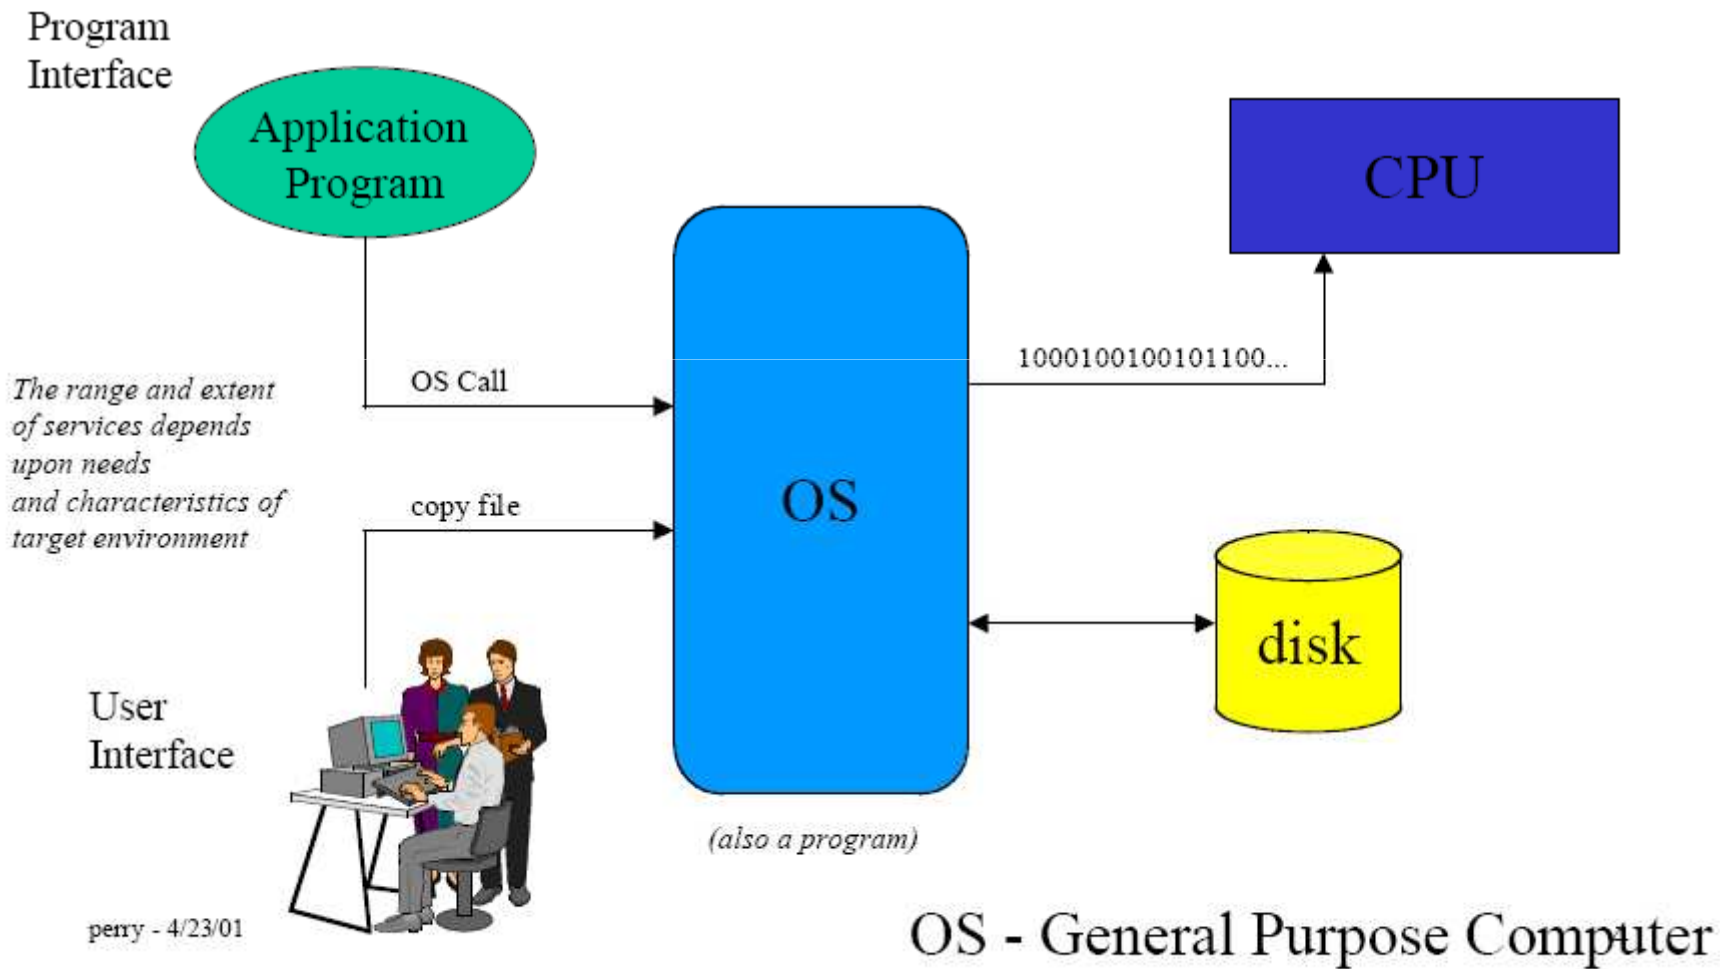 Program
Interface
Application
Program
CPU
1000100100101100...
OS Call
The range and extent
of services depends
upon needs
and characteristics of
target environment
copy file
OS
disk
User
Interface
(also a program)
perry - 4/23/01
OS - General Purpose Computer